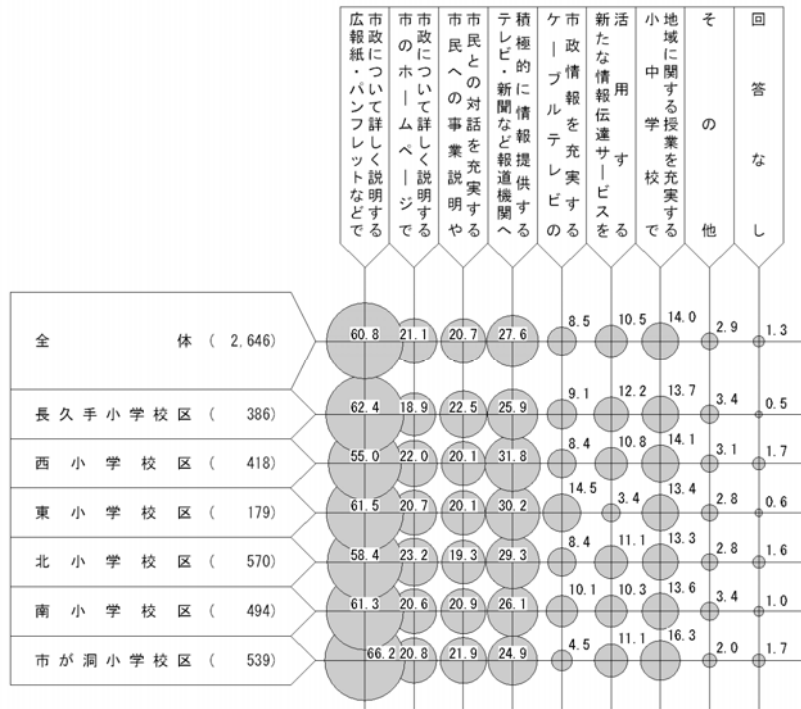 市政について詳しく説明する
広報紙・パンフレットなどで
市政について詳しく説明する
市のホームページで
市民との対話を充実する
市民への事業説明や
積極的に情報提供する
テレビ・新聞など報道機関へ
市政情報を充実する
ケーブルテレビの
活用する
新たな情報伝達サービスを
地域に関する授業を充実する
小中学校で
その他
回答なし
全体 ( 2,646) 60.8 21.1 20.7 27.6 8.5 10.5 14.0 2.9 1.3
長久手小学校区 ( 386) 62.4 18.9 22.5 25.9 9.1 12.2 13.7 3.4 0.5
西小学校区 ( 418) 55.0 22.0 20.1 31.8 8.4 10.8 14.1 3.1 1.7
東小学校区 ( 179) 61.5 20.7 20.1 30.2 14.5 3.4 13.4 2.8 0.6
北小学校区 ( 570) 58.4 23.2 19.3 29.3 8.4 11.1 13.3 2.8 1.6
南小学校区 ( 494) 61.3 20.6 20.9 26.1 10.1 10.3 13.6 3.4 1.0
市が洞小学校区 ( 539) 66.2 20.8 21.9 24.9 4.5 11.1 16.3 2.0 1.7